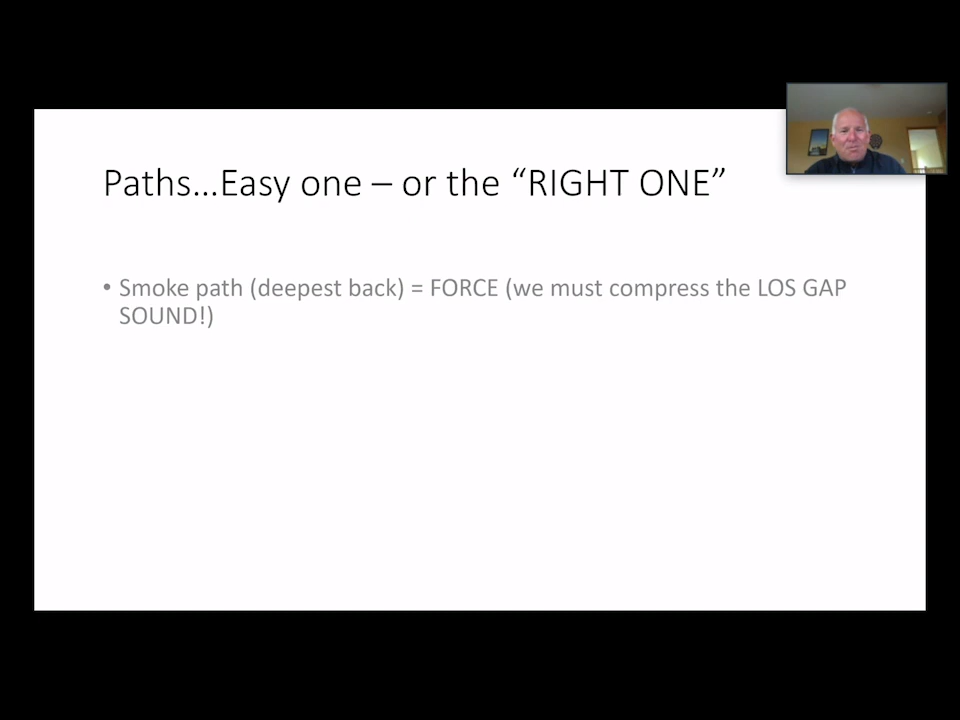 Paths...Easy one – or the “RIGHT ONE”
• Smoke path (deepest back) = FORCE (we must compress the LOS GAP
SOUND!)